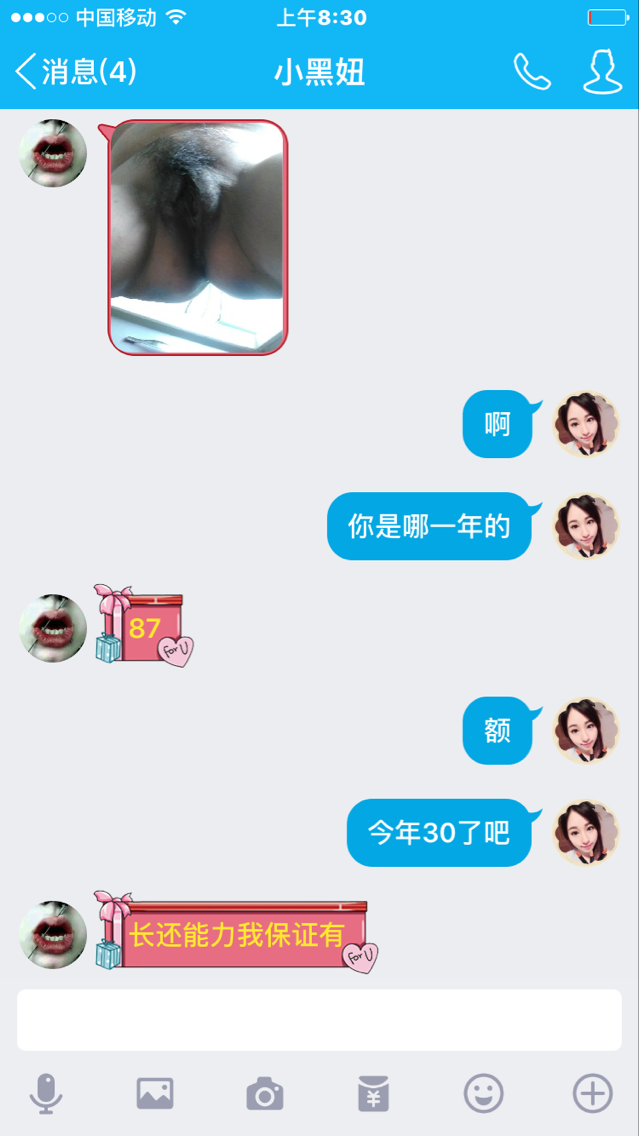 中国移动
上午8:30
消息(4)
小黑妞
啊
你是哪一年的
87
for U
额
今年30了吧
长还能力我保证有
for U